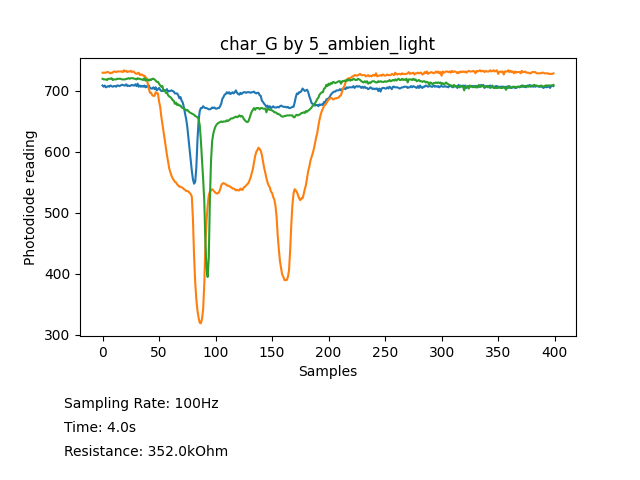 char_G by 5_ambien_light
Photodiode reading
700
600
500
400
300
0 50 100 150 200 250 300 350 400
Samples
Sampling Rate: 100Hz
Time: 4.0s
Resistance: 352.0kOhm